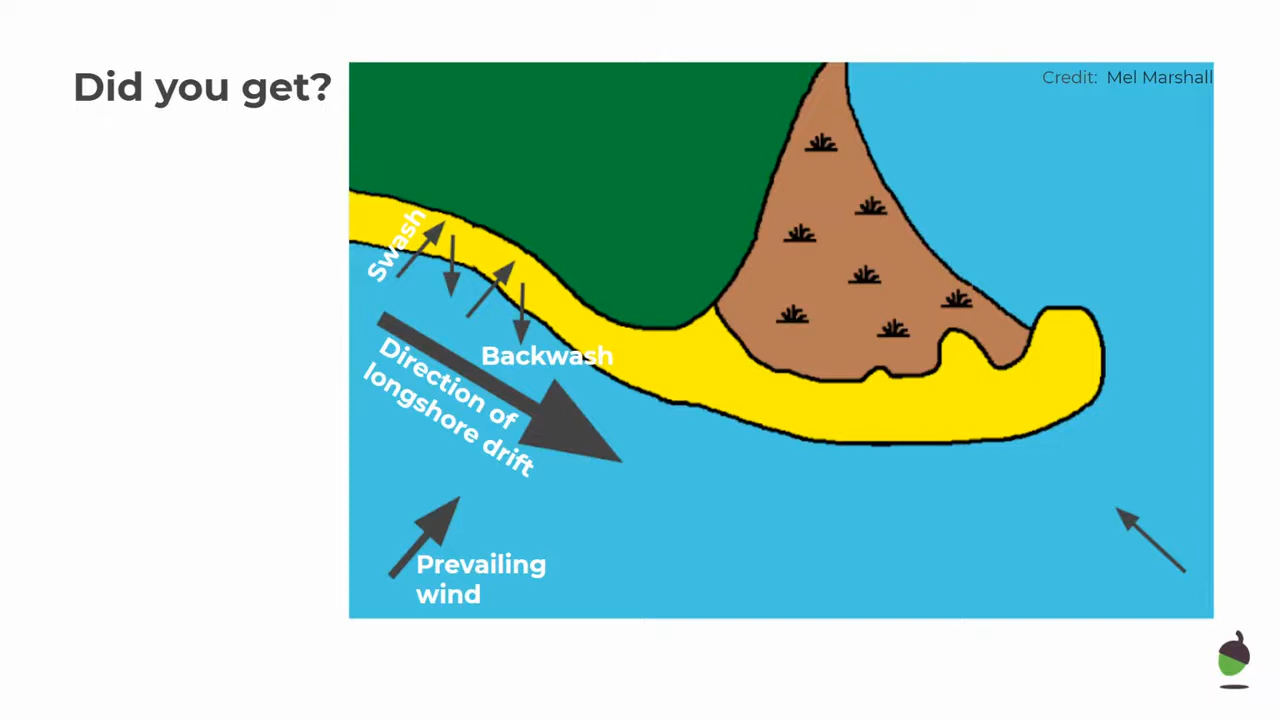 Did you get?
Credit: Mel Marshall
Swash
Backwash
Direction of
longshore drift
Prevailing
wind